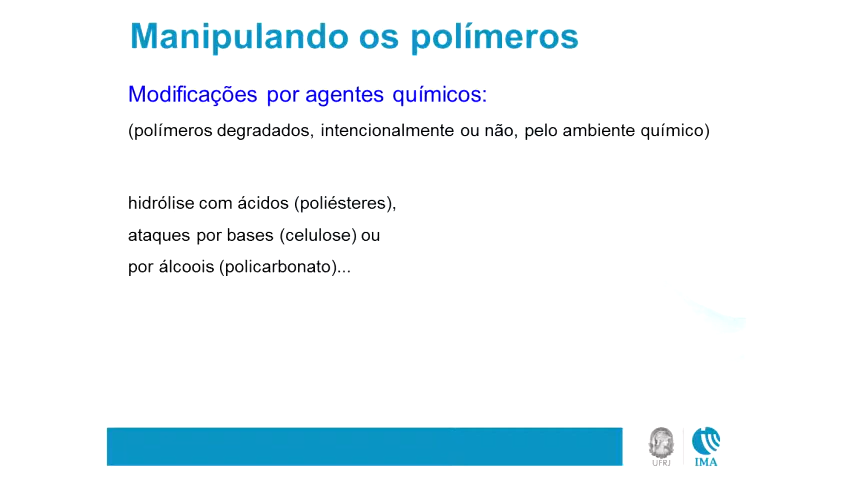 Manipulando os polímeros
Modificações por agentes químicos:
(polímeros degradados, intencionalmente ou não, pelo ambiente químico)
hidrólise com ácidos (poliésteres),
ataques por bases (celulose) ou
por álcoois (policarbonato)...
UFRJ
IMA